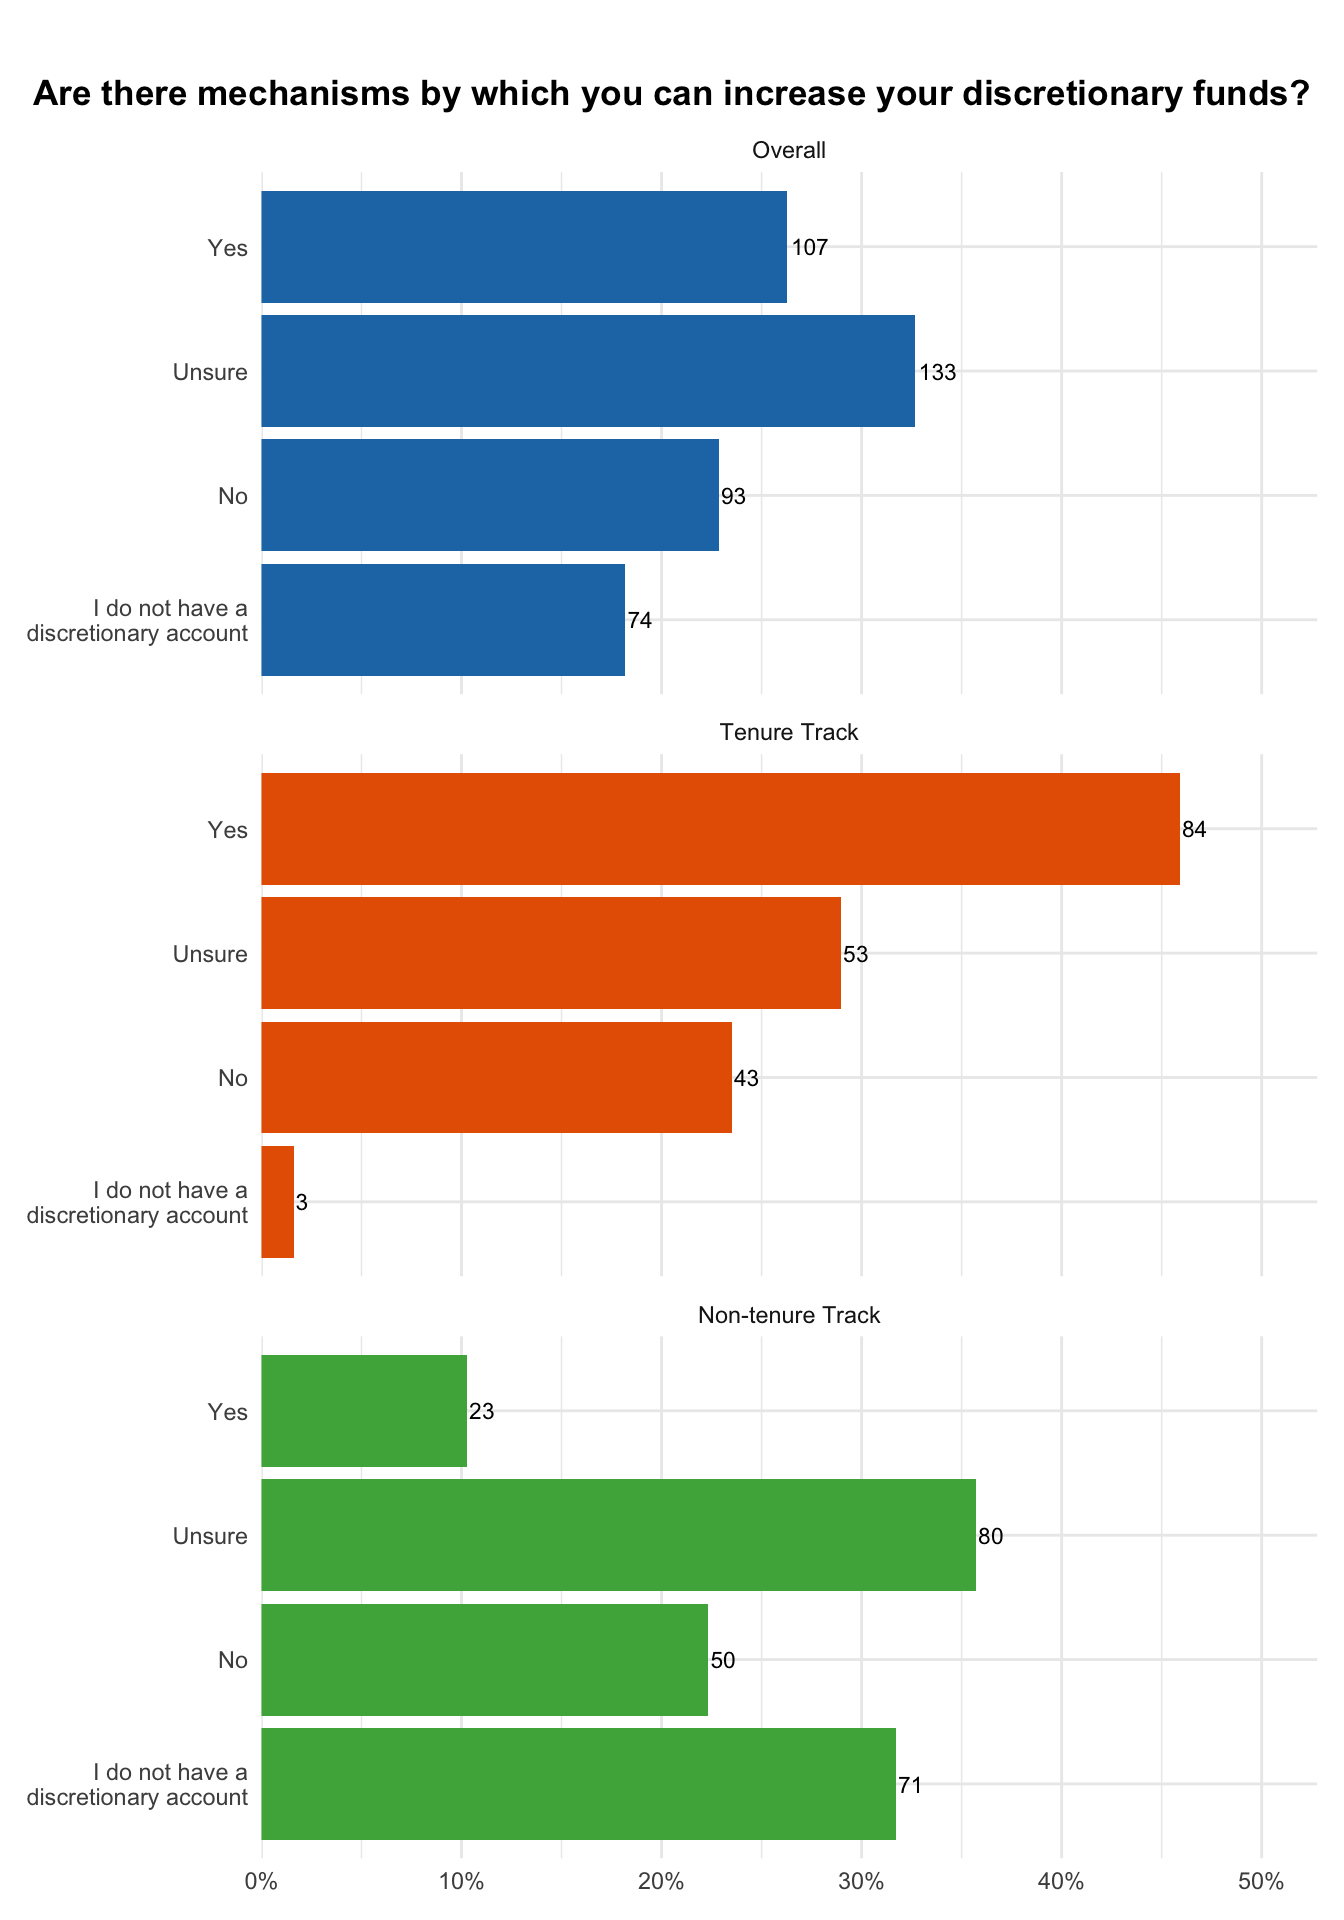 Are there mechanisms by which you can increase your discretionary funds?
Overall
Yes
107
Unsure
133
No
93
I do not have a
discretionary account
74
Tenure Track
Yes
84
Unsure
53
No
43
I do not have a
discretionary account
3
Non-tenure Track
Yes
23
Unsure
80
No
50
I do not have a
discretionary account
71
0% 10% 20% 30% 40% 50%